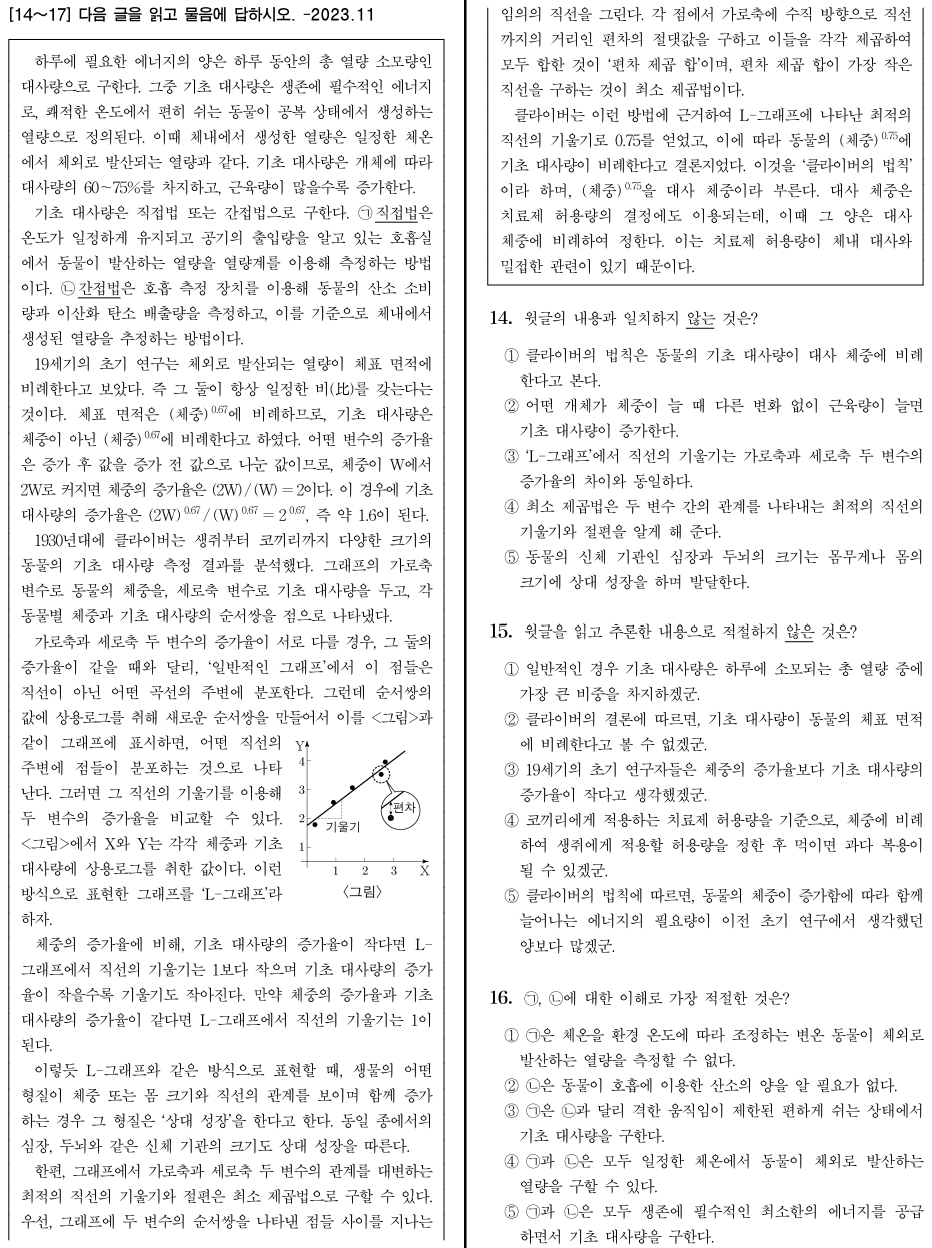 [14~17] 다음 글을 읽고 물음에 답하시오. -2023.11
하루에 필요한 에너지의 양은 하루 동안의 총 열량 소모량인
대사량으로 구한다. 그중 기초 대사량은 생존에 필수적인 에너지
로, 쾌적한 온도에서 편히 쉬는 동물이 공복 상태에서 생성하는
열량으로 정의된다. 이때 체내에서 생성한 열량은 일정한 체온
에서 체외로 발산되는 열량과 같다. 기초 대사량은 개체에 따라
대사량의 60~75%를 차지하고, 근육량이 많을수록 증가한다.
기초 대사량은 직접법 또는 간접법으로 구한다. ㉠직접법은
온도가 일정하게 유지되고 공기의 출입량을 알고 있는 호흡실
에서 동물이 발산하는 열량을 열량계를 이용해 측정하는 방법
이다. ㉡간접법은 호흡 측정 장치를 이용해 동물의 산소 소비
량과 이산화 탄소 배출량을 측정하고, 이를 기준으로 체내에서
생성된 열량을 추정하는 방법이다.
19세기의 초기 연구는 체외로 발산되는 열량이 체표 면적에
비례한다고 보았다. 즉 그 둘이 항상 일정한 비(比)를 갖는다는
것이다. 체표 면적은 (체중)^0.67에 비례하므로, 기초 대사량은
체중이 아닌 (체중)^0.67에 비례한다고 하였다. 어떤 변수의 증가율
은 증가 후 값을 증가 전 값으로 나눈 값이므로, 체중이 W에서
2W로 커지면 체중의 증가율은 (2W)/(W)=2이다. 이 경우에 기초
대사량의 증가율은 (2W)^0.67/(W)^0.67=2^0.67, 즉 약 1.6이 된다.
1930년대에 클라이버는 생쥐부터 코끼리까지 다양한 크기의
동물의 기초 대사량 측정 결과를 분석했다. 그래프의 가로축
변수로 동물의 체중을, 세로축 변수로 기초 대사량을 두고, 각
동물별 체중과 기초 대사량의 순서쌍을 점으로 나타냈다.
가로축과 세로축 두 변수의 증가율이 서로 다를 경우, 그 둘의
증가율이 같을 때와 달리, ‘일반적인 그래프’에서 이 점들은
직선이 아닌 어떤 곡선의 주변에 분포한다. 그런데 순서쌍의
값에 상용로그를 취해 새로운 순서쌍을 만들어서 이를 <그림>과
같이 그래프에 표시하면, 어떤 직선의
주변에 점들이 분포하는 것으로 나타
난다. 그러면 그 직선의 기울기를 이용해
두 변수의 증가율을 비교할 수 있다.
<그림>에서 X와 Y는 각각 체중과 기초
대사량에 상용로그를 취한 값이다. 이런
방식으로 표현한 그래프를 ‘L-그래프’라
하자.
Y
4
3
2
1
편차
기울기
1 2 3 X
<그림>
체중의 증가율에 비해, 기초 대사량의 증가율이 작다면 L-
그래프에서 직선의 기울기는 1보다 작으며 기초 대사량의 증가
율이 작을수록 기울기도 작아진다. 만약 체중의 증가율과 기초
대사량의 증가율이 같다면 L-그래프에서 직선의 기울기는 1이
된다.
이렇듯 L-그래프와 같은 방식으로 표현할 때, 생물의 어떤
형질이 체중 또는 몸 크기와 직선의 관계를 보이며 함께 증가
하는 경우 그 형질은 ‘상대 성장’을 한다고 한다. 동일 종에서의
심장, 두뇌와 같은 신체 기관의 크기도 상대 성장을 따른다.
한편, 그래프에서 가로축과 세로축 두 변수의 관계를 대변하는
최적의 직선의 기울기와 절편은 최소 제곱법으로 구할 수 있다.
우선, 그래프에 두 변수의 순서쌍을 나타낸 점들 사이를 지나는
임의의 직선을 그린다. 각 점에서 가로축에 수직 방향으로 직선
까지의 거리인 편차의 절댓값을 구하고 이들을 각각 제곱하여
모두 합한 것이 ‘편차 제곱 합’이며, 편차 제곱 합이 가장 작은
직선을 구하는 것이 최소 제곱법이다.
클라이버는 이런 방법에 근거하여 L-그래프에 나타난 최적의
직선의 기울기로 0.75를 얻었고, 이에 따라 동물의 (체중)^0.75에
기초 대사량이 비례한다고 결론지었다. 이것을 ‘클라이버의 법칙’
이라 하며, (체중)^0.75을 대사 체중이라 부른다. 대사 체중은
치료제 허용량의 결정에도 이용되는데, 이때 그 양은 대사
체중에 비례하여 정한다. 이는 치료제 허용량이 체내 대사와
밀접한 관련이 있기 때문이다.
14. 윗글의 내용과 일치하지 않는 것은?
① 클라이버의 법칙은 동물의 기초 대사량이 대사 체중에 비례
한다고 본다.
② 어떤 개체가 체중이 늘 때 다른 변화 없이 근육량이 늘면
기초 대사량이 증가한다.
③ ‘L-그래프’에서 직선의 기울기는 가로축과 세로축 두 변수의
증가율의 차이와 동일하다.
④ 최소 제곱법은 두 변수 간의 관계를 나타내는 최적의 직선의
기울기와 절편을 알게 해 준다.
⑤ 동물의 신체 기관인 심장과 두뇌의 크기는 몸무게나 몸의
크기에 상대 성장을 하며 발달한다.
15. 윗글을 읽고 추론한 내용으로 적절하지 않은 것은?
① 일반적인 경우 기초 대사량은 하루에 소모되는 총 열량 중에
가장 큰 비중을 차지하겠군.
② 클라이버의 결론에 따르면, 기초 대사량이 동물의 체표 면적
에 비례한다고 볼 수 없겠군.
③ 19세기의 초기 연구자들은 체중의 증가율보다 기초 대사량의
증가율이 작다고 생각했겠군.
④ 코끼리에게 적용하는 치료제 허용량을 기준으로, 체중에 비례
하여 생쥐에게 적용할 허용량을 정한 후 먹이면 과다 복용이
될 수 있겠군.
⑤ 클라이버의 법칙에 따르면, 동물의 체중이 증가함에 따라 함께
늘어나는 에너지의 필요량이 이전 초기 연구에서 생각했던
양보다 많겠군.
16. ㉠, ㉡에 대한 이해로 가장 적절한 것은?
① ㉠은 체온을 환경 온도에 따라 조정하는 변온 동물이 체외로
발산하는 열량을 측정할 수 없다.
② ㉡은 동물이 호흡에 이용한 산소의 양을 알 필요가 없다.
③ ㉠은 ㉡과 달리 격한 움직임이 제한된 편하게 쉬는 상태에서
기초 대사량을 구한다.
④ ㉠과 ㉡은 모두 일정한 체온에서 동물이 체외로 발산하는
열량을 구할 수 있다.
⑤ ㉠과 ㉡은 모두 생존에 필수적인 최소한의 에너지를 공급
하면서 기초 대사량을 구한다.